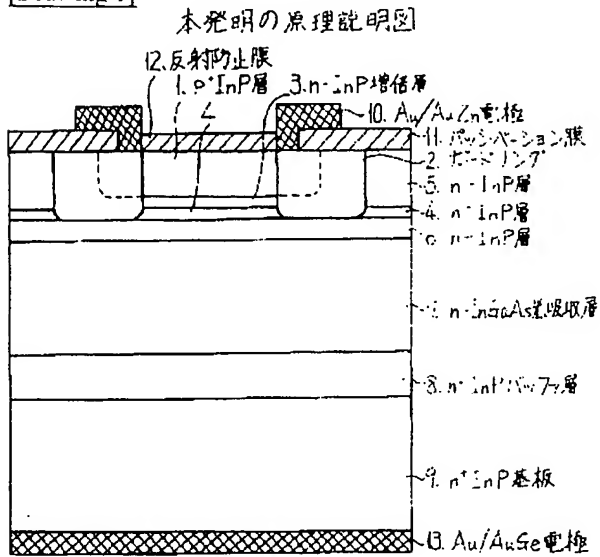 [Drawing 1]
本発明の原理説明図
12. 反射防止膜
1. p⁺InP層
3. n-InP増倍層
4
10. Au/AuZn電極
11. パッシベーション膜
2. ガードリング
5. n⁻InP層
4. n⁺InP層
n-InP層
n-InGaAs光吸収層
8. n⁺InPバッファ層
9. n⁺InP基板
13. Au/AuGe電極